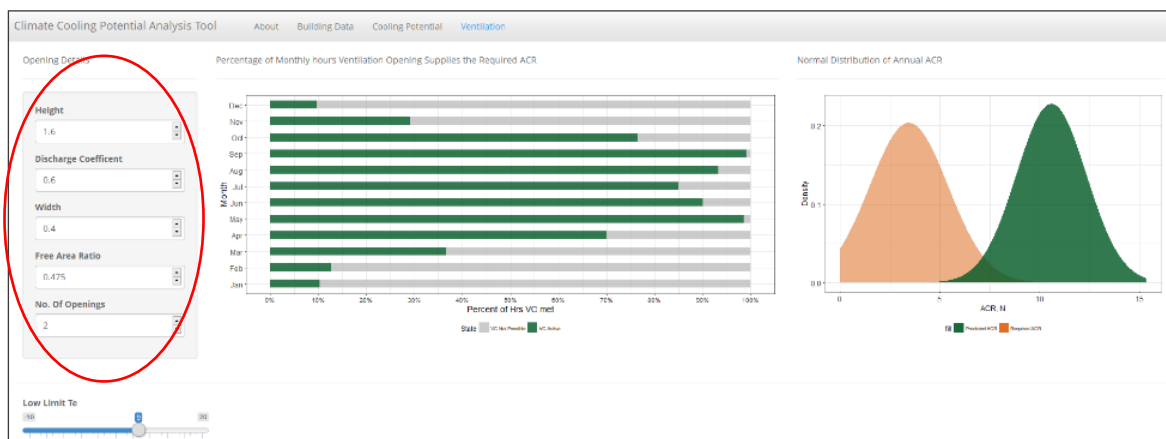 Climate Cooling Potential Analysis Tool About Building Data Cooling Potential Ventilation
Opening Details
Height
1.6
Discharge Coefficent
0.6
Width
0.4
Free Area Ratio
0.475
No. Of Openings
2
Low Limit Te
-10 20
Percentage of Monthly hours Ventilation Opening Supplies the Required ACR
Month
Dec
Nov
Oct
Sep
Aug
Jul
Jun
May
Apr
Mar
Feb
Jan
0% 10% 20% 30% 40% 50% 60% 70% 80% 90% 100%
Percent of Hrs VC met
State VC Not Possible VC Active
Normal Distribution of Annual ACR
Density
0.2
0.1
0.0
0 5 10 15
ACR, N
fill Predicted ACR Required ACR